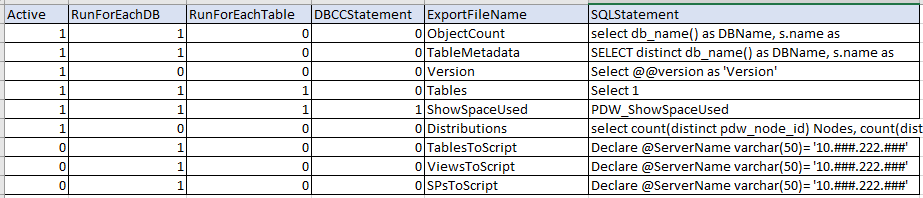 Active RunForEachDB RunForEachTable DBCCStatement ExportFileName SQLStatement
1 1 0 0 ObjectCount select db_name() as DBName, s.name as
1 1 0 0 TableMetadata SELECT distinct db_name() as DBName, s.name as
1 0 0 0 Version Select @@version as 'Version'
1 1 1 0 Tables Select 1
1 1 1 1 ShowSpaceUsed PDW_ShowSpaceUsed
1 0 0 0 Distributions select count(distinct pdw_node_id) Nodes, count(dist
0 1 0 0 TablesToScript Declare @ServerName varchar(50)= '10.###.222.###'
0 1 0 0 ViewsToScript Declare @ServerName varchar(50)= '10.###.222.###'
0 1 0 0 SPsToScript Declare @ServerName varchar(50)= '10.###.222.###'